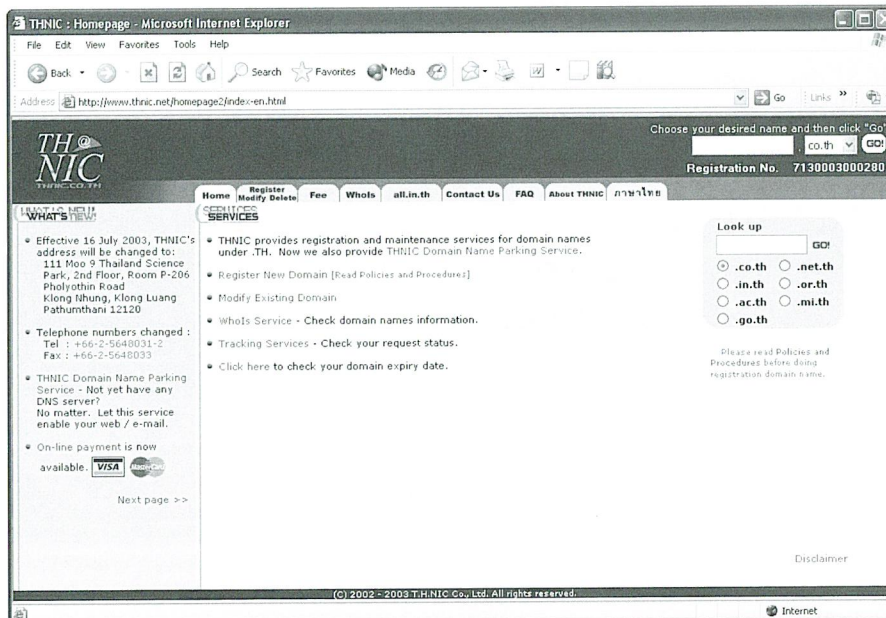 THNIC : Homepage - Microsoft Internet Explorer
File Edit View Favorites Tools Help
Back Search Favorites Media
Address http://www.thnic.net/homepage2/index-en.html Go Links »
Choose your desired name and then click "Go"
. co.th GO!
Registration No. 7130003000280
TH@
NIC
THNIC.CO.TH
Home Register Modify Delete Fee WhoIs all.in.th Contact Us FAQ About THNIC ภาษาไทย
WHAT'S NEW!
Effective 16 July 2003, THNIC's
address will be changed to:
111 Moo 9 Thailand Science
Park, 2nd Floor, Room P-206
Pholyothin Road
Klong Nhung, Klong Luang
Pathumthani 12120
Telephone numbers changed :
Tel : +66-2-5648031-2
Fax : +66-2-5648033
THNIC Domain Name Parking
Service - Not yet have any
DNS server?
No matter. Let this service
enable your web / e-mail.
On-line payment is now
available. VISA MasterCard
Next page >>
SERVICES
THNIC provides registration and maintenance services for domain names
under .TH. Now we also provide THNIC Domain Name Parking Service.
Register New Domain [Read Policies and Procedures]
Modify Existing Domain
WhoIs Service - Check domain names information.
Tracking Services - Check your request status.
Click here to check your domain expiry date.
Look up
GO!
.co.th .net.th
.in.th .or.th
.ac.th .mi.th
.go.th
Please read Policies and
Procedures before doing
registration domain name.
Disclaimer
(C) 2002 - 2003 T.H.NIC Co., Ltd. All rights reserved.
Internet